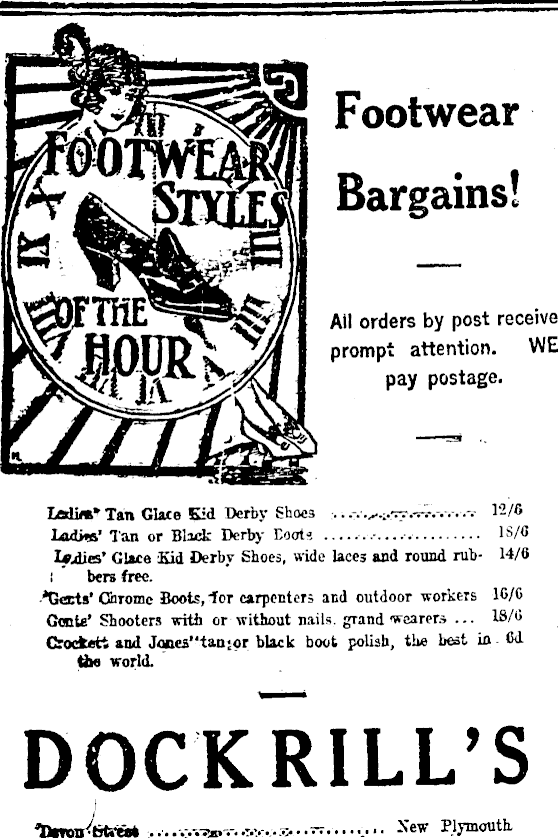 FOOTWEAR
STYLES
OF THE
HOUR
Footwear
Bargains!
All orders by post receive
prompt attention. WE
pay postage.
Ladies' Tan Glace Kid Derby Shoes .................... 12/6
Ladies' Tan or Black Derby Boots ...................... 18/6
Ladies' Glace Kid Derby Shoes, wide laces and round rub- 14/6
bers free.
Gents' Chrome Boots, for carpenters and outdoor workers 16/6
Gents' Shooters with or without nails. grand wearers ... 18/6
Crockett and Jones' tan or black boot polish, the best in 6d
the world.
DOCKRILL'S
Devon Street .............................. New Plymouth